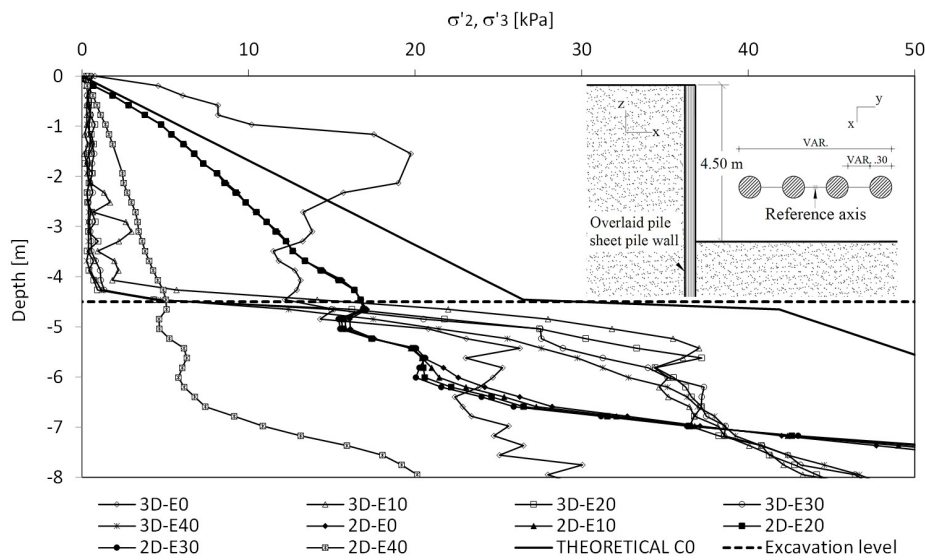 σ'2, σ'3 [kPa]
0 10 20 30 40 50
Depth [m]
0
-1
-2
-3
-4
-5
-6
-7
-8
z
x
4.50 m
Overlaid pile
sheet pile wall
y
x
VAR.
VAR, .30
Reference axis
3D-E0 3D-E10 3D-E20 3D-E30
3D-E40 2D-E0 2D-E10 2D-E20
2D-E30 2D-E40 THEORETICAL C0 Excavation level